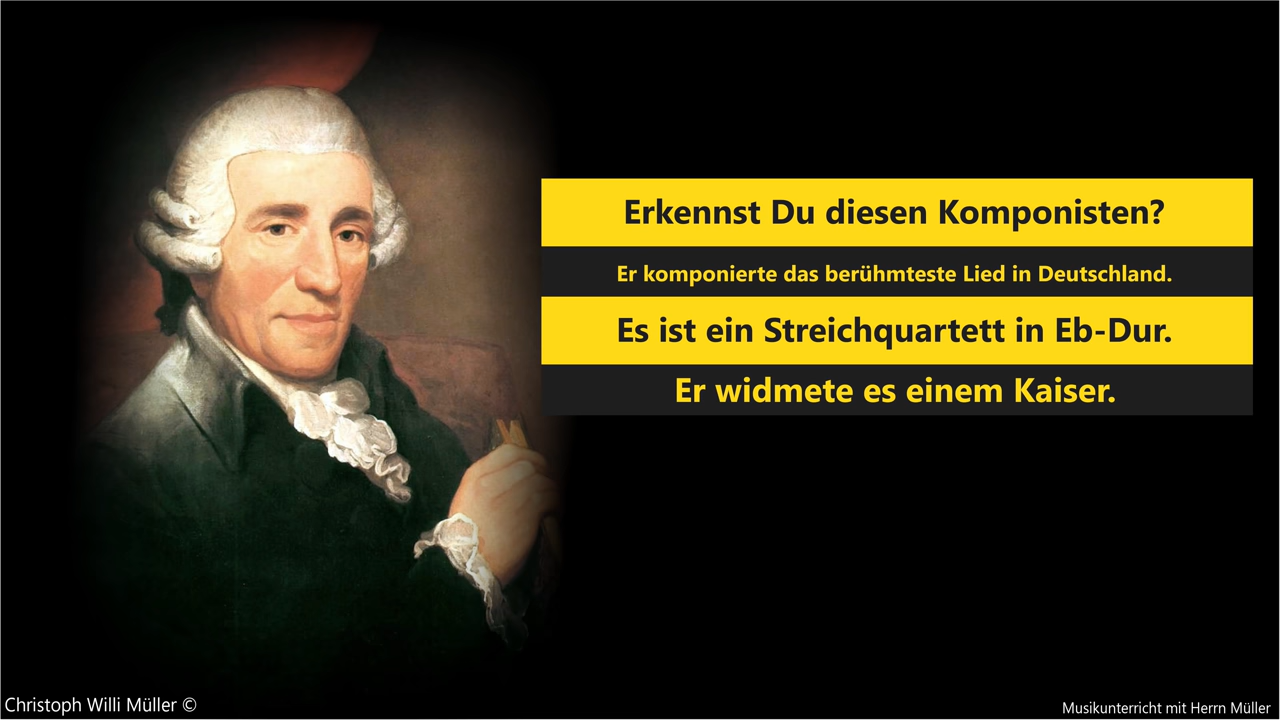 Erkennst Du diesen Komponisten?
Er komponierte das berühmteste Lied in Deutschland.
Es ist ein Streichquartett in Eb-Dur.
Er widmete es einem Kaiser.
Christoph Willi Müller ©
Musikunterricht mit Herrn Müller